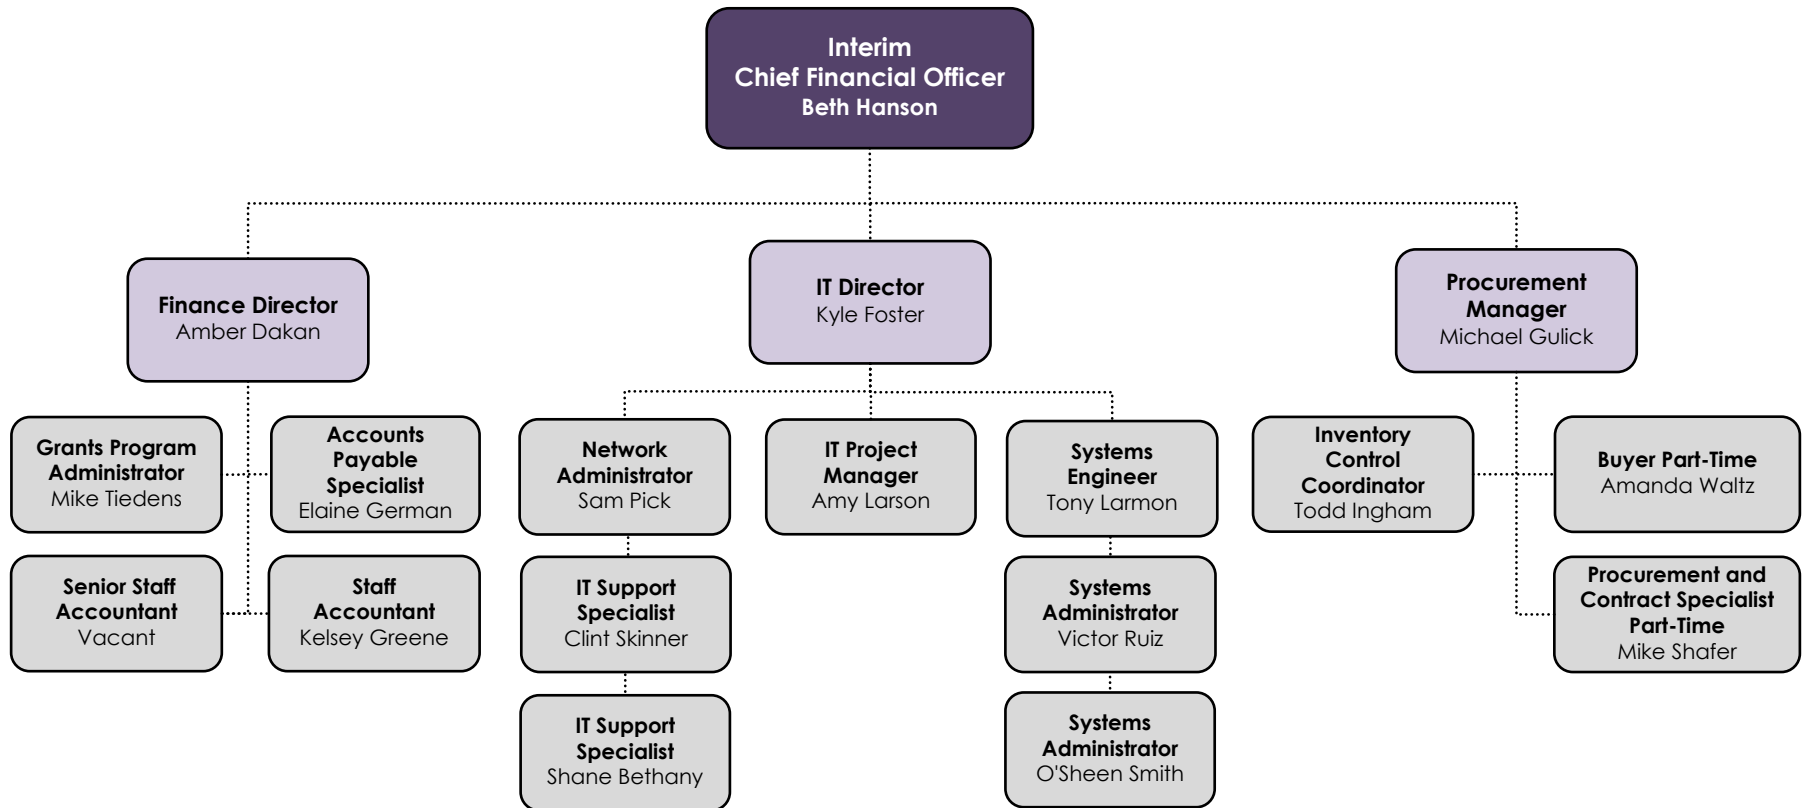 Interim
Chief Financial Officer
Beth Hanson
Finance Director
Amber Dakan
IT Director
Kyle Foster
Procurement
Manager
Michael Gulick
Grants Program
Administrator
Mike Tiedens
Accounts
Payable
Specialist
Elaine German
Senior Staff
Accountant
Vacant
Staff
Accountant
Kelsey Greene
Network
Administrator
Sam Pick
IT Support
Specialist
Clint Skinner
IT Support
Specialist
Shane Bethany
IT Project
Manager
Amy Larson
Systems
Engineer
Tony Larmon
Systems
Administrator
Victor Ruiz
Systems
Administrator
O'Sheen Smith
Inventory
Control
Coordinator
Todd Ingham
Buyer Part-Time
Amanda Waltz
Procurement and
Contract Specialist
Part-Time
Mike Shafer